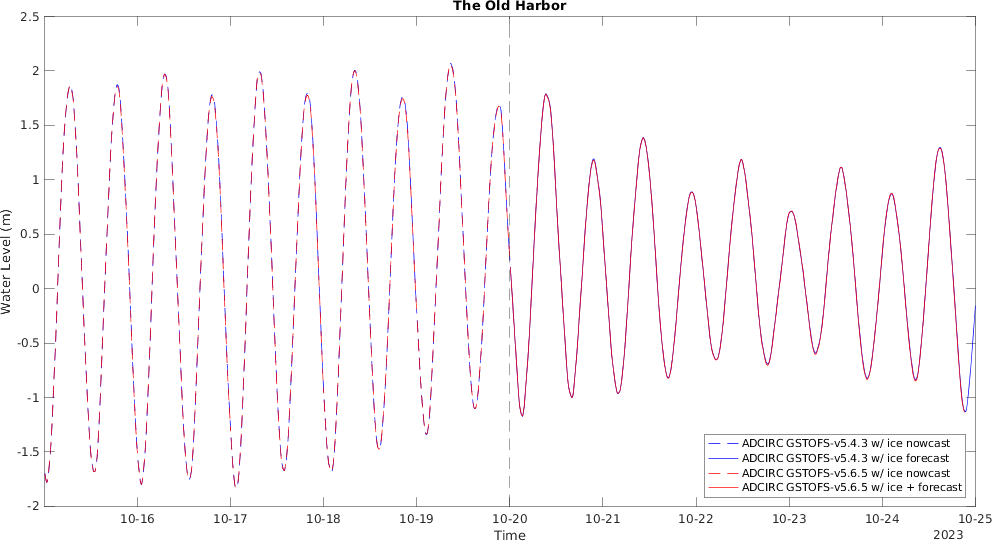 The Old Harbor
2.5
2
1.5
1
0.5
0
-0.5
-1
-1.5
-2
Water Level (m)
ADCIRC GSTOFS-v5.4.3 w/ ice nowcast
ADCIRC GSTOFS-v5.4.3 w/ ice forecast
ADCIRC GSTOFS-v5.6.5 w/ ice nowcast
ADCIRC GSTOFS-v5.6.5 w/ ice + forecast
10-16 10-17 10-18 10-19 10-20 10-21 10-22 10-23 10-24 10-25
Time 2023